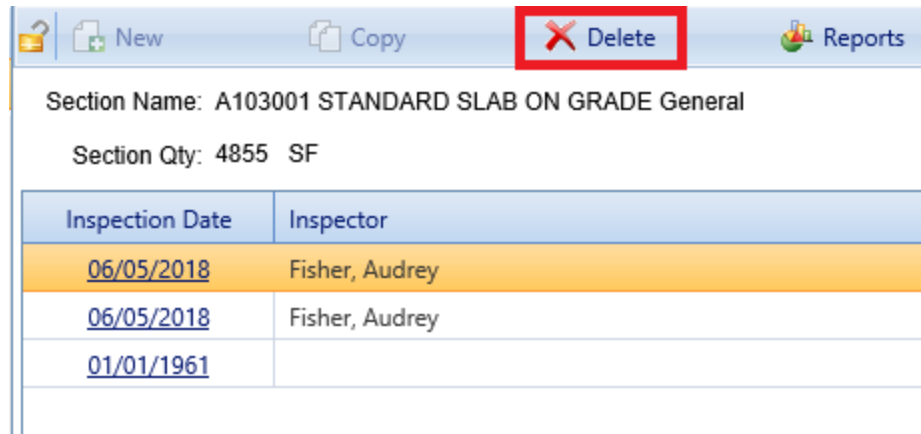 New Copy Delete Reports
Section Name: A103001 STANDARD SLAB ON GRADE General
Section Qty: 4855 SF
Inspection Date Inspector
06/05/2018 Fisher, Audrey
06/05/2018 Fisher, Audrey
01/01/1961